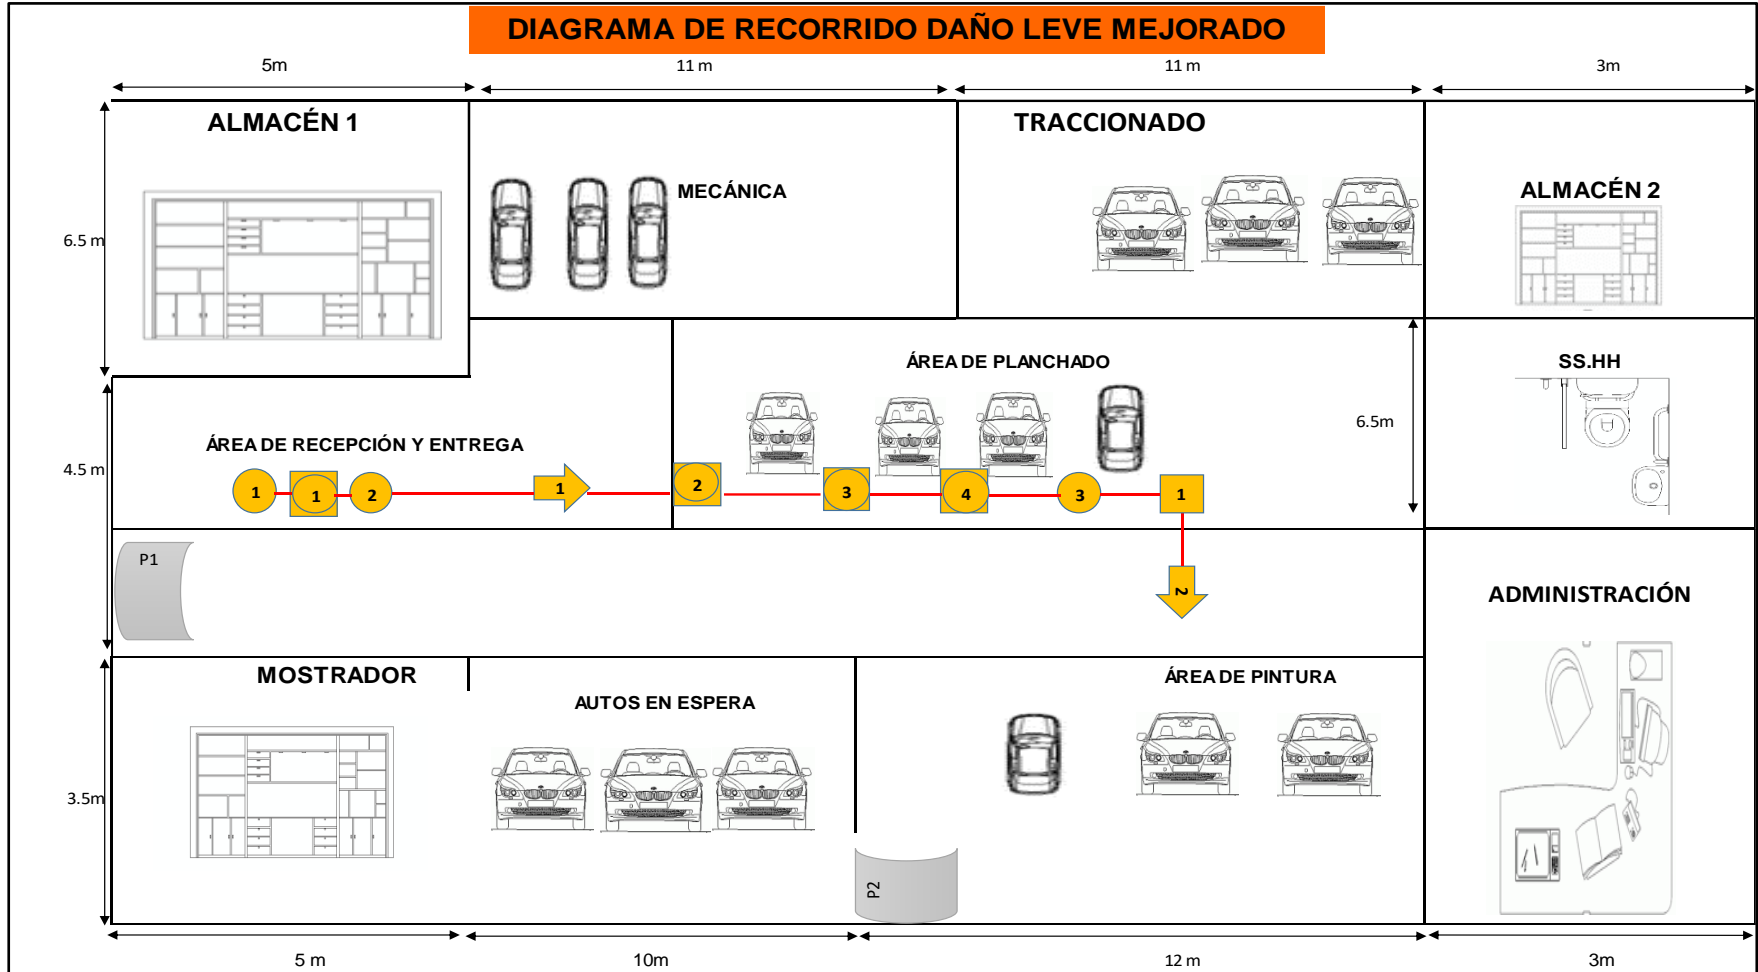 DIAGRAMA DE RECORRIDO DAÑO LEVE MEJORADO
5m
11 m
11 m
3m
ALMACÉN 1
TRACCIONADO
MECÁNICA
ALMACÉN 2
6.5 m
ÁREA DE PLANCHADO
SS.HH
6.5m
ÁREA DE RECEPCIÓN Y ENTREGA
4.5 m
1
1
2
1
2
3
4
3
1
P1
2
ADMINISTRACIÓN
MOSTRADOR
ÁREA DE PINTURA
AUTOS EN ESPERA
3.5m
P2
5 m
10m
12 m
3m